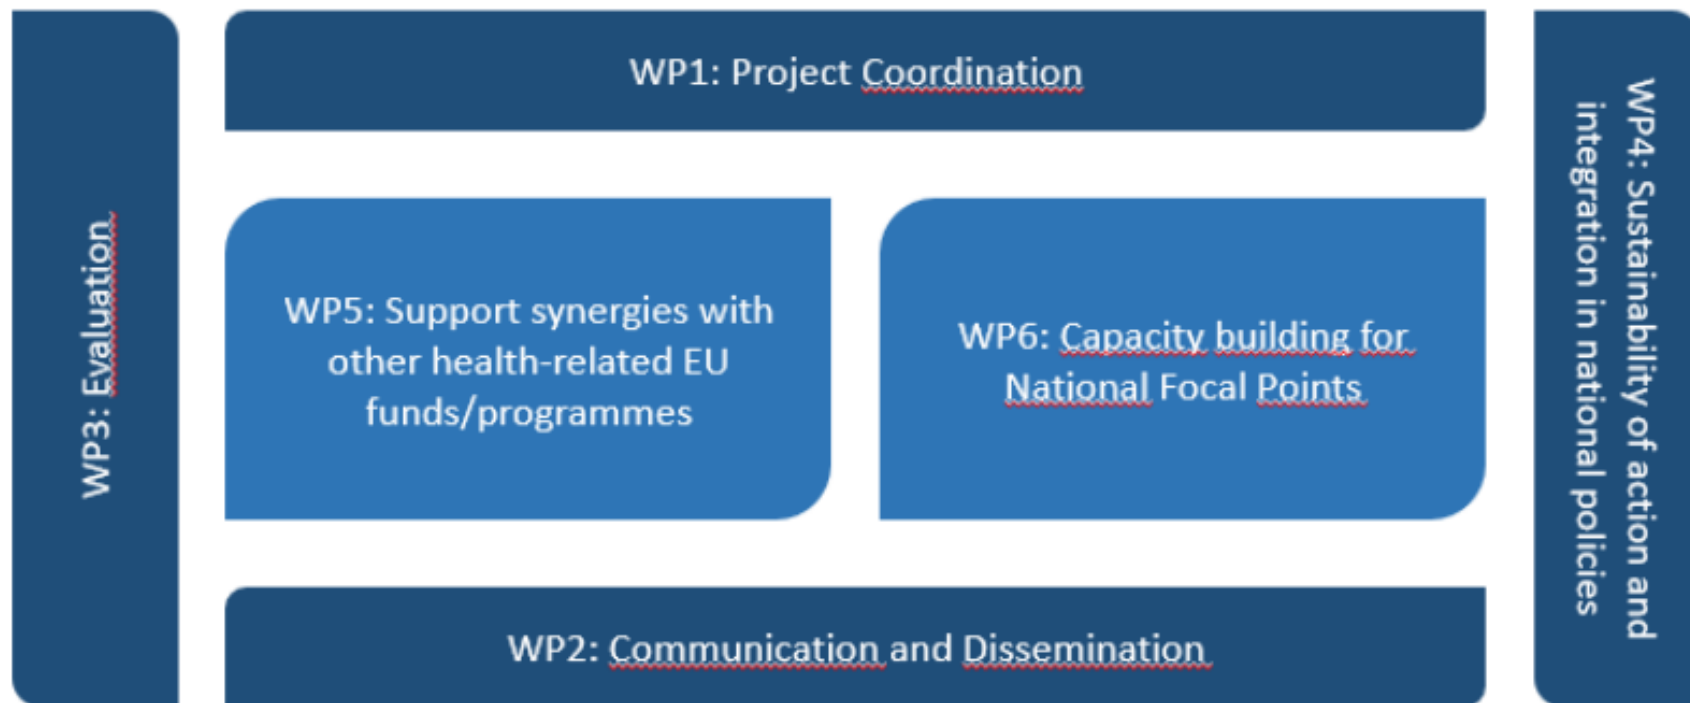 WP1: Project Coordination
WP3: Evaluation
WP5: Support synergies with
other health-related EU
funds/programmes
WP6: Capacity building for
National Focal Points
WP4: Sustainability of action and
integration in national policies
WP2: Communication and Dissemination